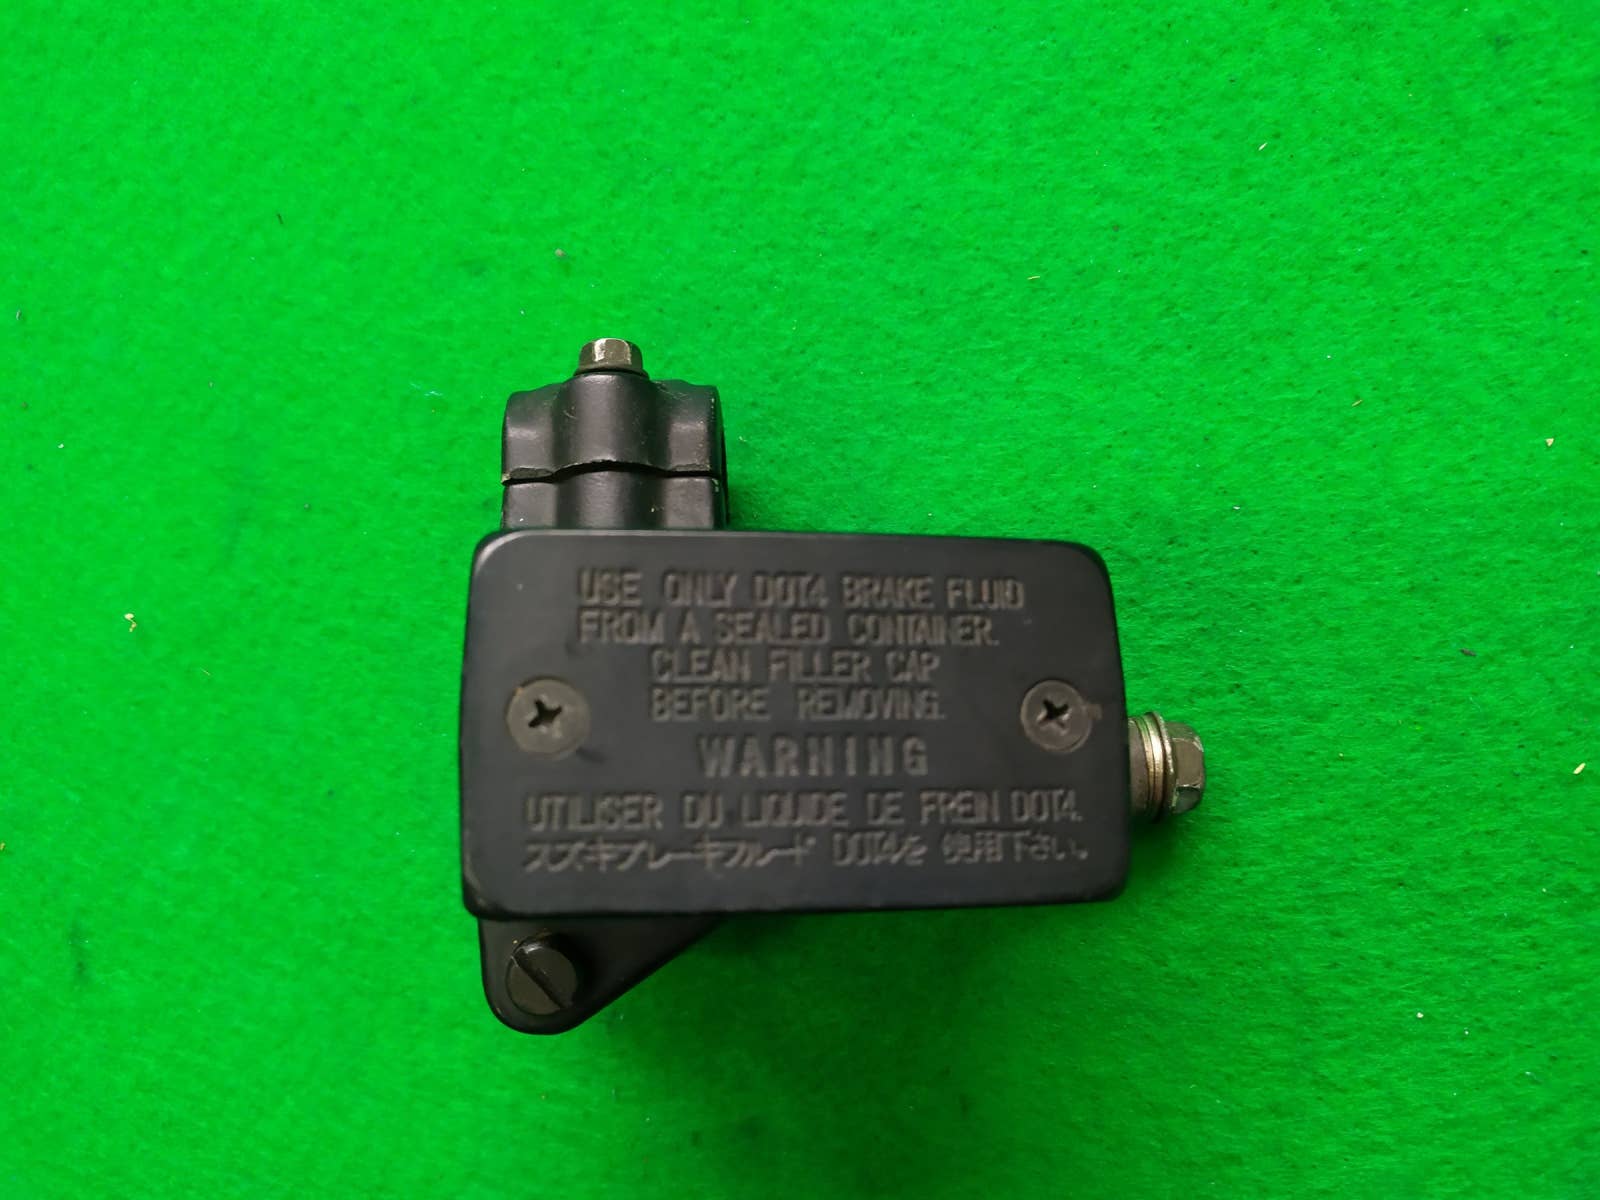 USE ONLY DOT4 BRAKE FLUID
FROM A SEALED CONTAINER.
CLEAN FILLER CAP
BEFORE REMOVING.
WARNING
UTILISER DU LIQUIDE DE FREIN DOT4.
スズキブレーキフルード DOT4を 使用下さい。